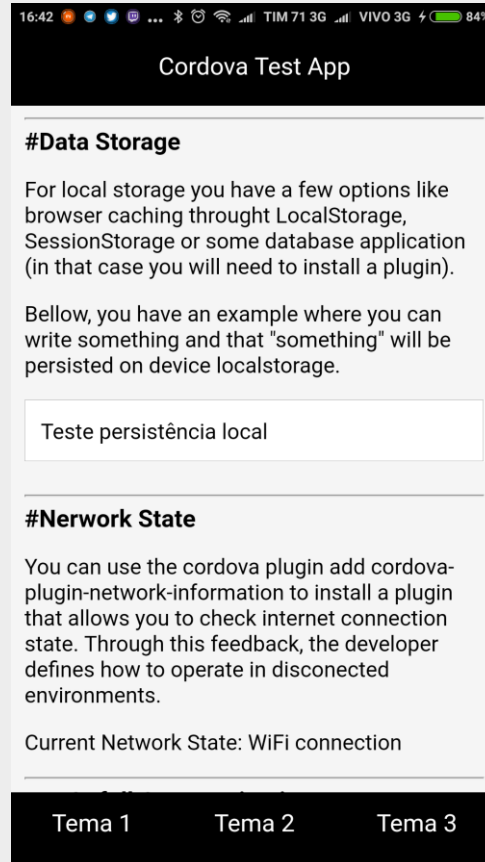 16:42 ... TIM 71 3G VIVO 3G 84%
Cordova Test App
#Data Storage
For local storage you have a few options like
browser caching throught LocalStorage,
SessionStorage or some database application
(in that case you will need to install a plugin).
Bellow, you have an example where you can
write something and that "something" will be
persisted on device localstorage.
Teste persistência local
#Nerwork State
You can use the cordova plugin add cordova-
plugin-network-information to install a plugin
that allows you to check internet connection
state. Through this feedback, the developer
defines how to operate in disconected
environments.
Current Network State: WiFi connection
Tema 1 Tema 2 Tema 3